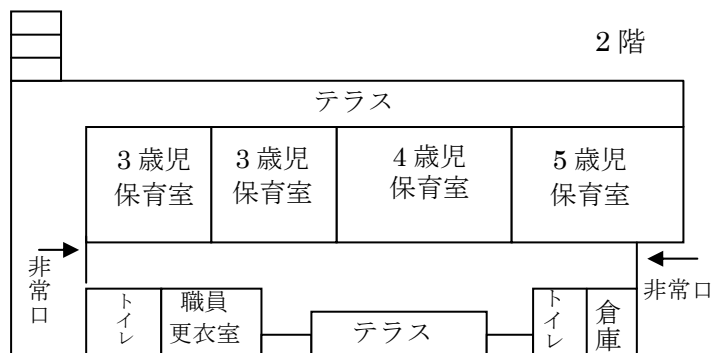 2階
テラス
3歳児
保育室
3歳児
保育室
4歳児
保育室
5歳児
保育室
非常口
非常口
トイレ
職員
更衣室
テラス
トイレ
倉庫